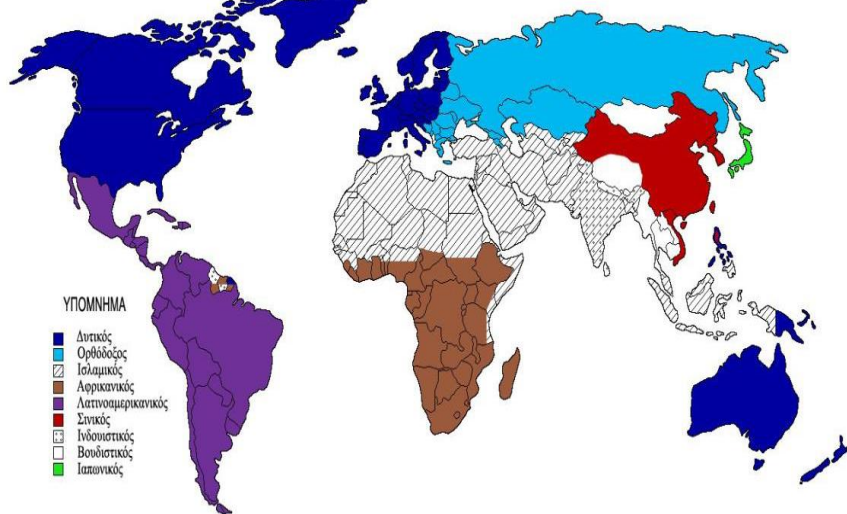 ΥΠΟΜΝΗΜΑ
Δυτικός
Ορθόδοξος
Ισλαμικός
Αφρικανικός
Λατινοαμερικανικός
Σινικός
Ινδουιστικός
Βουδιστικός
Ιαπωνικός